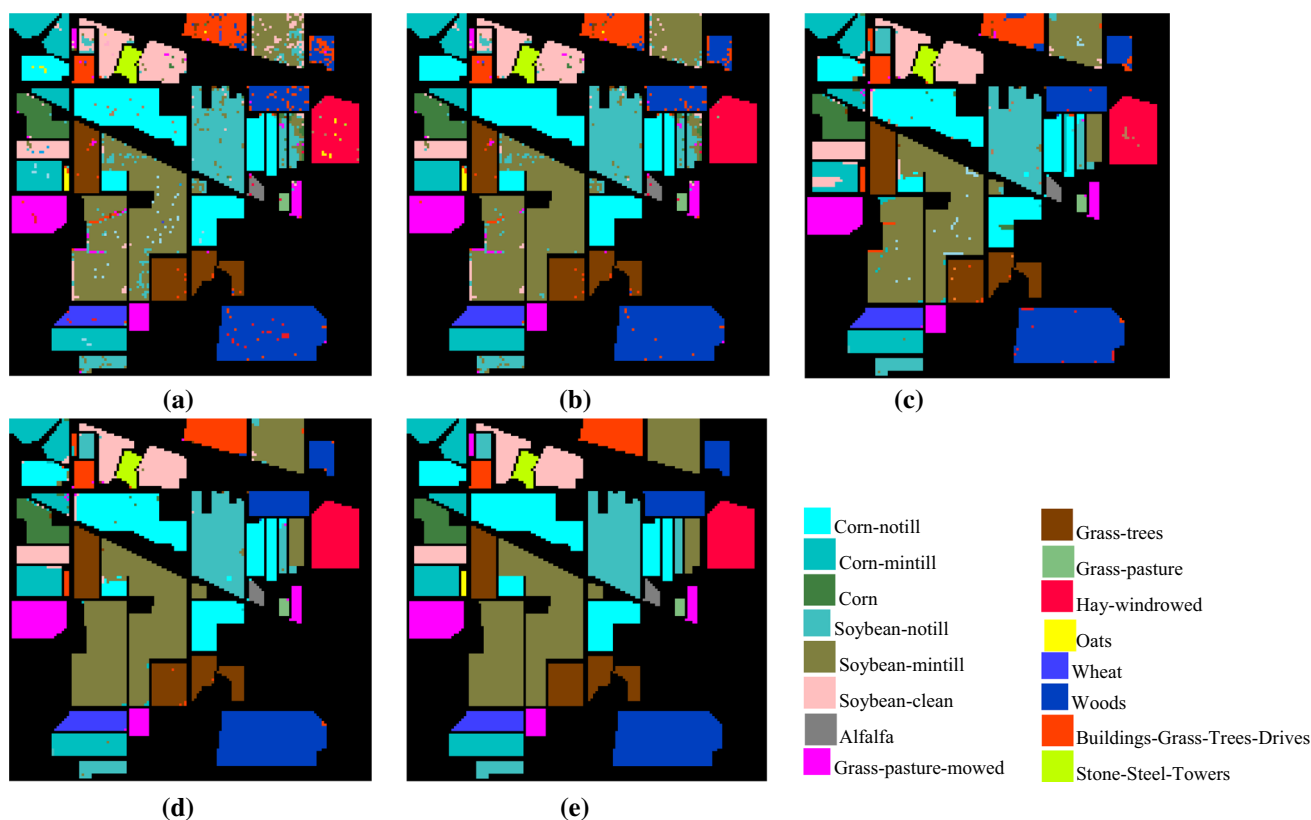 (a)
(b)
(c)
(d)
(e)
Corn-notill
Corn-mintill
Corn
Soybean-notill
Soybean-mintill
Soybean-clean
Alfalfa
Grass-pasture-mowed
Grass-trees
Grass-pasture
Hay-windrowed
Oats
Wheat
Woods
Buildings-Grass-Trees-Drives
Stone-Steel-Towers